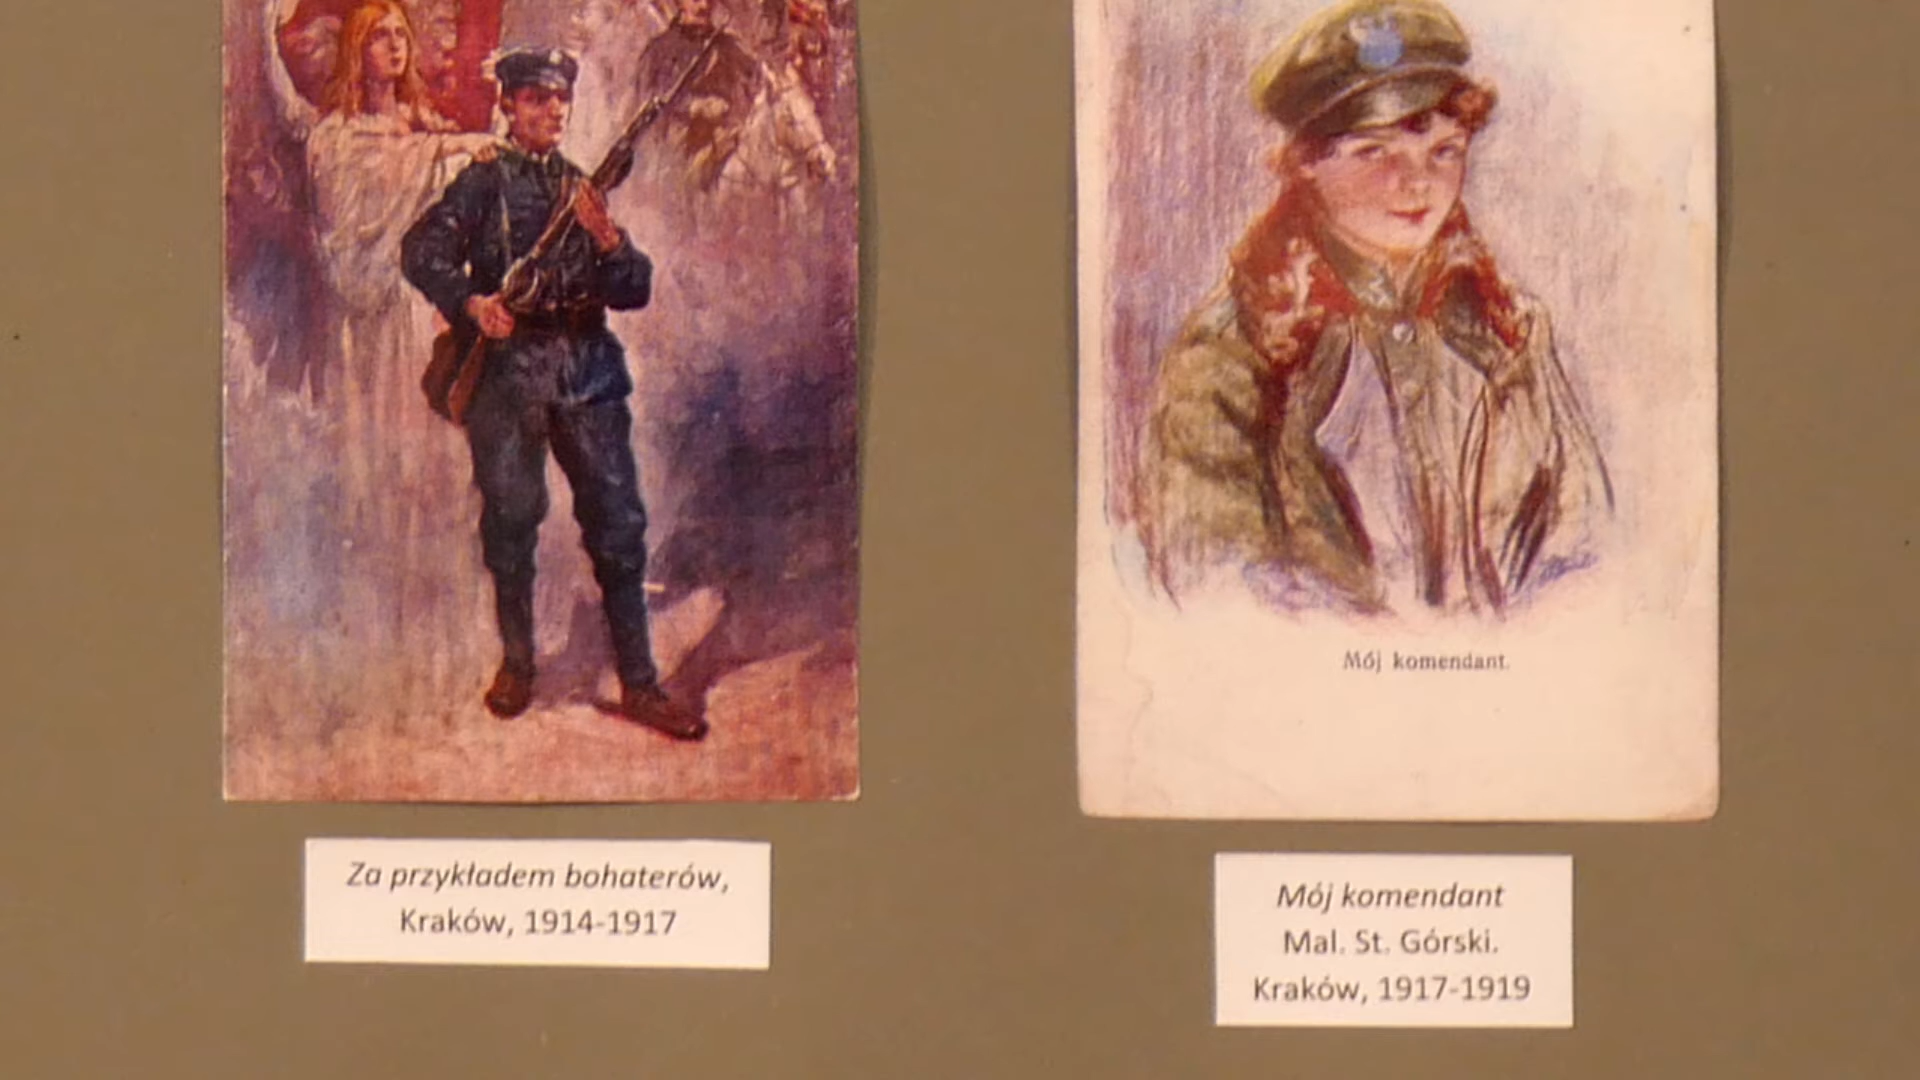 Za przykładem bohaterów,
Kraków, 1914-1917
Mój komendant.
Mój komendant
Mal. St. Górski.
Kraków, 1917-1919